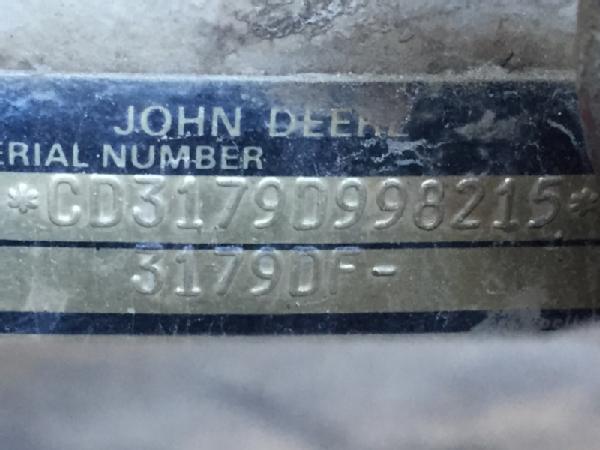 JOHN DEERE
ERIAL NUMBER
*CD3179D998215*
3179DF-